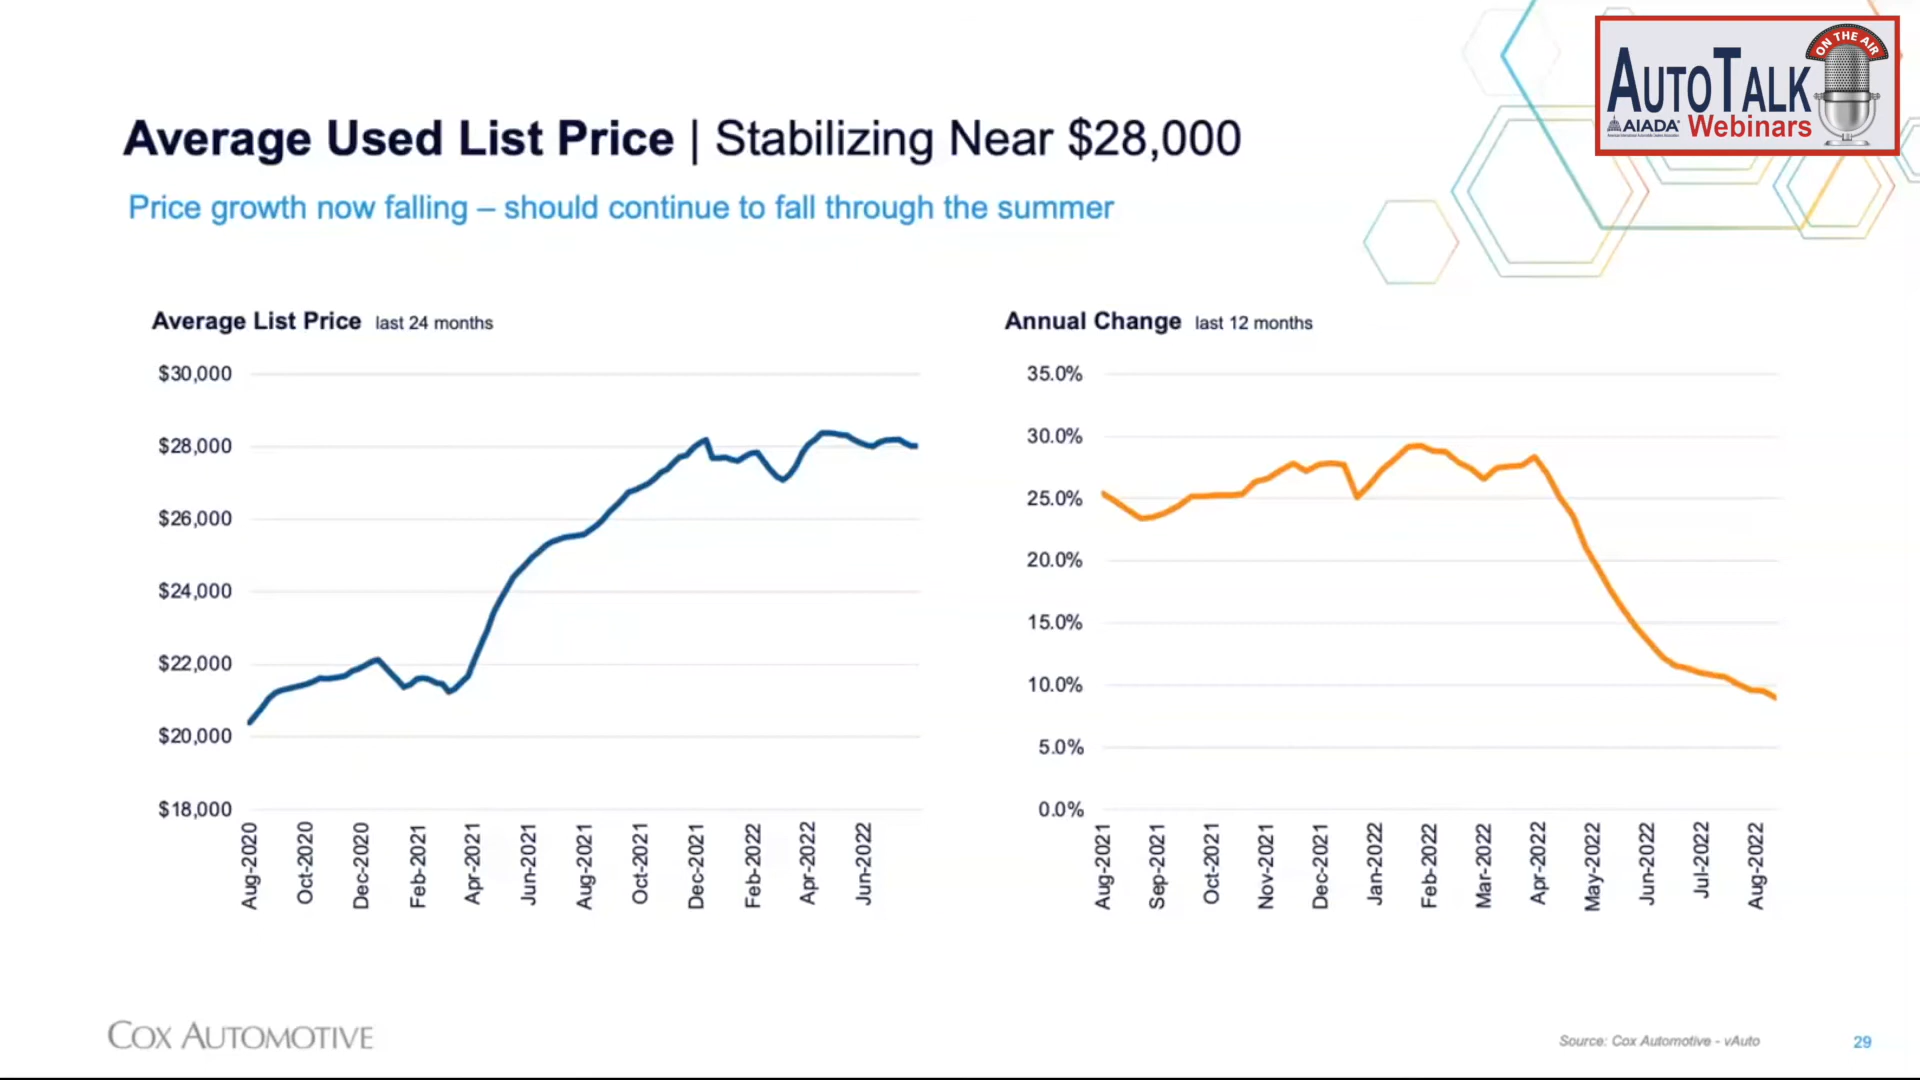 ON THE AIR
AUTOTALK
AIADA Webinars
Average Used List Price | Stabilizing Near $28,000
Price growth now falling – should continue to fall through the summer
Average List Price last 24 months
$30,000
$28,000
$26,000
$24,000
$22,000
$20,000
$18,000
Aug-2020
Oct-2020
Dec-2020
Feb-2021
Apr-2021
Jun-2021
Aug-2021
Oct-2021
Dec-2021
Feb-2022
Apr-2022
Jun-2022
Annual Change last 12 months
35.0%
30.0%
25.0%
20.0%
15.0%
10.0%
5.0%
0.0%
Aug-2021
Sep-2021
Oct-2021
Nov-2021
Dec-2021
Jan-2022
Feb-2022
Mar-2022
Apr-2022
May-2022
Jun-2022
Jul-2022
Aug-2022
COX AUTOMOTIVE
Source: Cox Automotive - vAuto
29